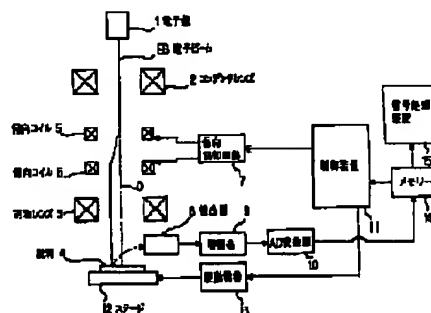 1 電子銃
EB 電子ビーム
2 コンデンサレンズ
偏向コイル 5
偏向コイル 6
偏向
制御回路
7
制御装置
11
信号処理
装置
15
メモリー
O
対物レンズ 3
8 検出器
9
増幅器
AD変換器
10
試料 4
12 ステージ
駆動機構
13